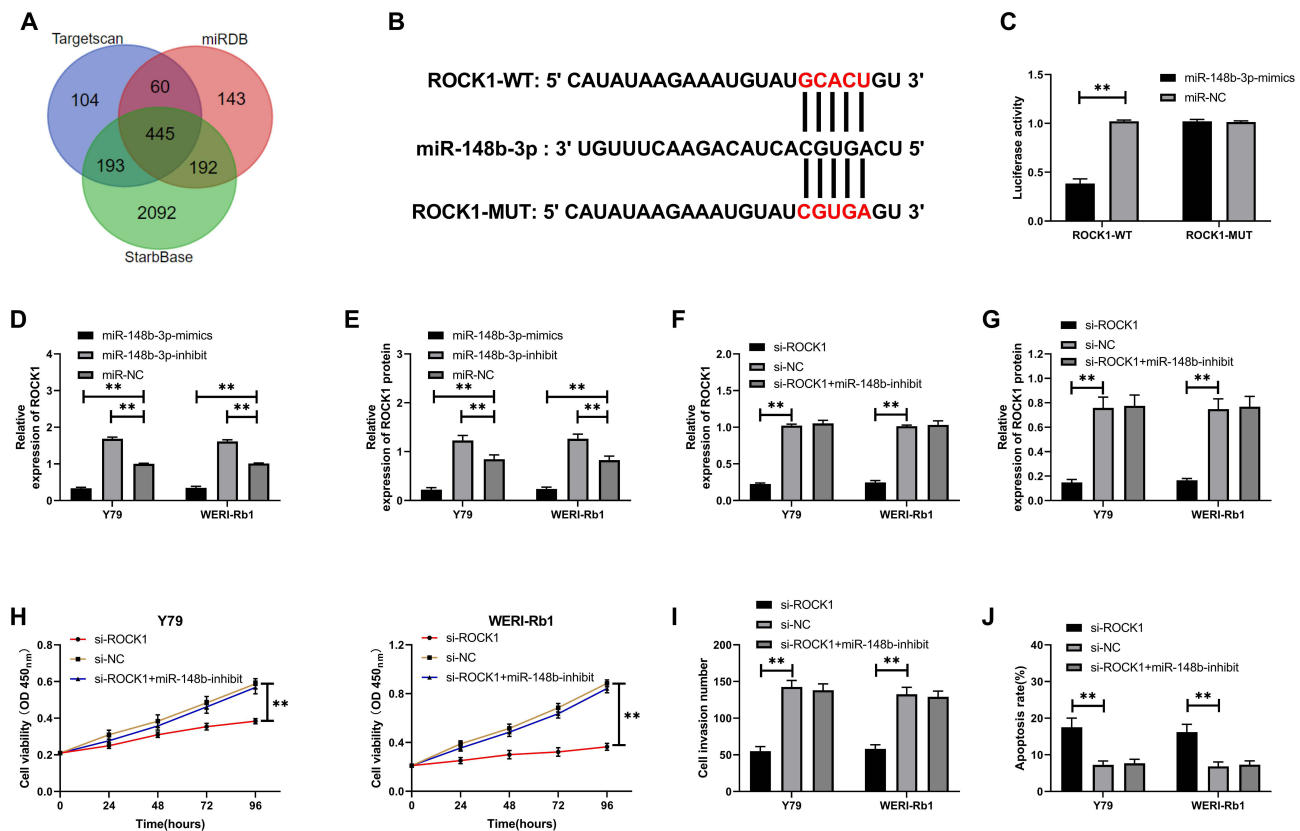 A
Targetscan
miRDB
104
60
143
445
193
192
2092
StarbBase
B
ROCK1-WT: 5' CAUAUAAGAAAUGUAUGCACUGU 3'
miR-148b-3p : 3' UGUUUCAAGACAUCACGUGACU 5'
ROCK1-MUT: 5' CAUAUAAGAAAUGUAUCGUGAGU 3'
C
miR-148b-3p-mimics
miR-NC
Luciferase activity
1.5
1.0
0.5
0.0
**
ROCK1-WT
ROCK1-MUT
D
miR-148b-3p-mimics
miR-148b-3p-inhibit
miR-NC
Relative
expression of ROCK1
4
3
2
1
0
**
**
**
**
Y79
WERI-Rb1
E
miR-148b-3p-mimics
miR-148b-3p-inhibit
miR-NC
Relative
expression of ROCK1 protein
3
2
1
0
**
**
**
**
Y79
WERI-Rb1
F
si-ROCK1
si-NC
si-ROCK1+miR-148b-inhibit
Relative
expression of ROCK1
2.0
1.5
1.0
0.5
0.0
**
**
Y79
WERI-Rb1
G
si-ROCK1
si-NC
si-ROCK1+miR-148b-inhibit
Relative
expression of ROCK1 protein
1.2
1.0
0.8
0.6
0.4
0.2
0.0
**
**
Y79
WERI-Rb1
H
Y79
si-ROCK1
si-NC
si-ROCK1+miR-148b-inhibit
Cell viability（OD 450nm）
0.8
0.6
0.4
0.2
0.0
**
0
24
48
72
96
Time(hours)
WERI-Rb1
si-ROCK1
si-NC
si-ROCK1+miR-148b-inhibit
Cell viability（OD 450nm）
1.2
0.8
0.4
0.0
**
0
24
48
72
96
Time(hours)
I
si-ROCK1
si-NC
si-ROCK1+miR-148b-inhibit
Cell invasion number
200
150
100
50
0
**
**
Y79
WERI-Rb1
J
si-ROCK1
si-NC
si-ROCK1+miR-148b-inhibit
Apoptosis rate(%)
40
30
20
10
0
**
**
Y79
WERI-Rb1